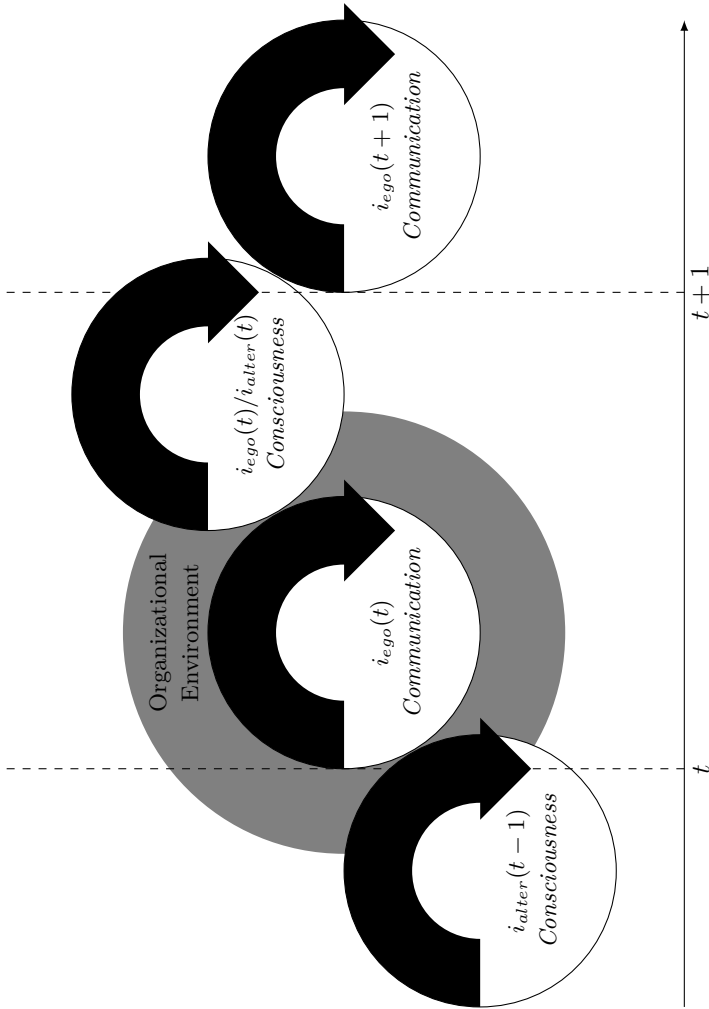 Organizational
Environment
i_ego(t)/i_alter(t)
Consciousness
i_ego(t)
Communication
i_ego(t + 1)
Communication
i_alter(t − 1)
Consciousness
t
t + 1